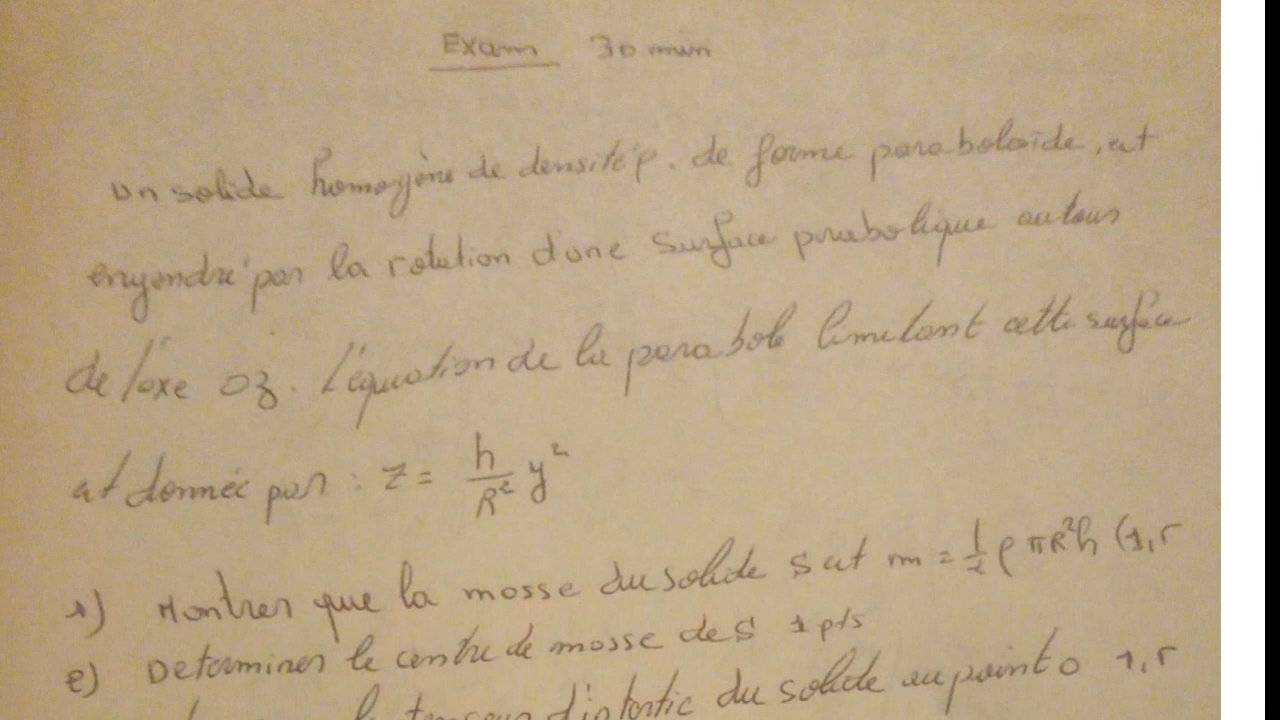 Exam 30 min
Un solide homogène de densité ρ. de forme paraboloïde, est
engendré par la rotation d'une surface parabolique autour
de l'axe oz. L'équation de la parabole limitant cette surface
est donnée par : z = h/R² y²
1) Montrer que la masse du solide S est m = 1/2 ρ π R² h (1,5
2) Determiner le centre de masse de S 1 pts
du solide au point O 1,5